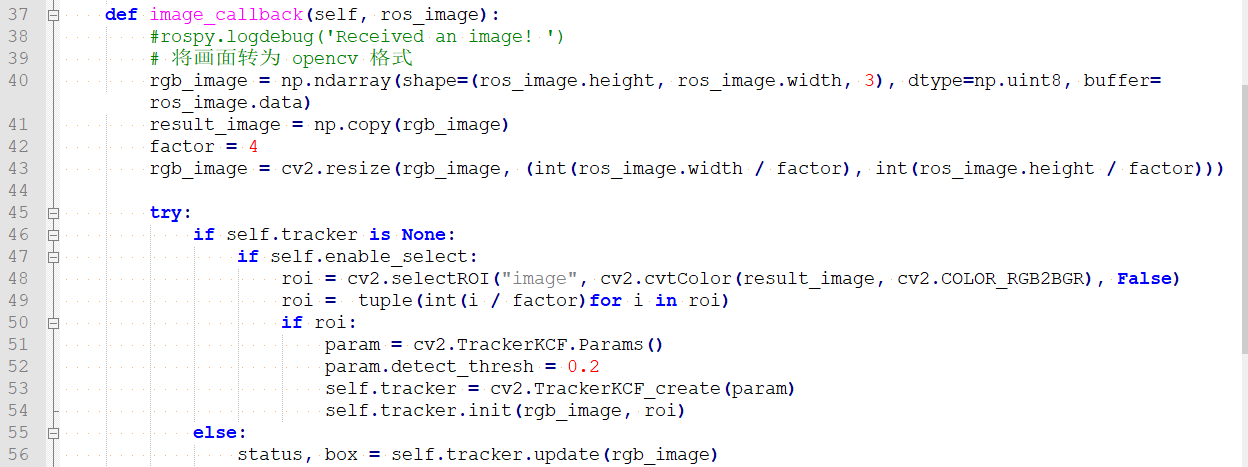 37 def image_callback(self, ros_image):
38 #rospy.logdebug('Received an image! ')
39 # 将画面转为 opencv 格式
40 rgb_image = np.ndarray(shape=(ros_image.height, ros_image.width, 3), dtype=np.uint8, buffer=
ros_image.data)
41 result_image = np.copy(rgb_image)
42 factor = 4
43 rgb_image = cv2.resize(rgb_image, (int(ros_image.width / factor), int(ros_image.height / factor)))
44
45 try:
46 if self.tracker is None:
47 if self.enable_select:
48 roi = cv2.selectROI("image", cv2.cvtColor(result_image, cv2.COLOR_RGB2BGR), False)
49 roi =  tuple(int(i / factor)for i in roi)
50 if roi:
51 param = cv2.TrackerKCF.Params()
52 param.detect_thresh = 0.2
53 self.tracker = cv2.TrackerKCF_create(param)
54 self.tracker.init(rgb_image, roi)
55 else:
56 status, box = self.tracker.update(rgb_image)